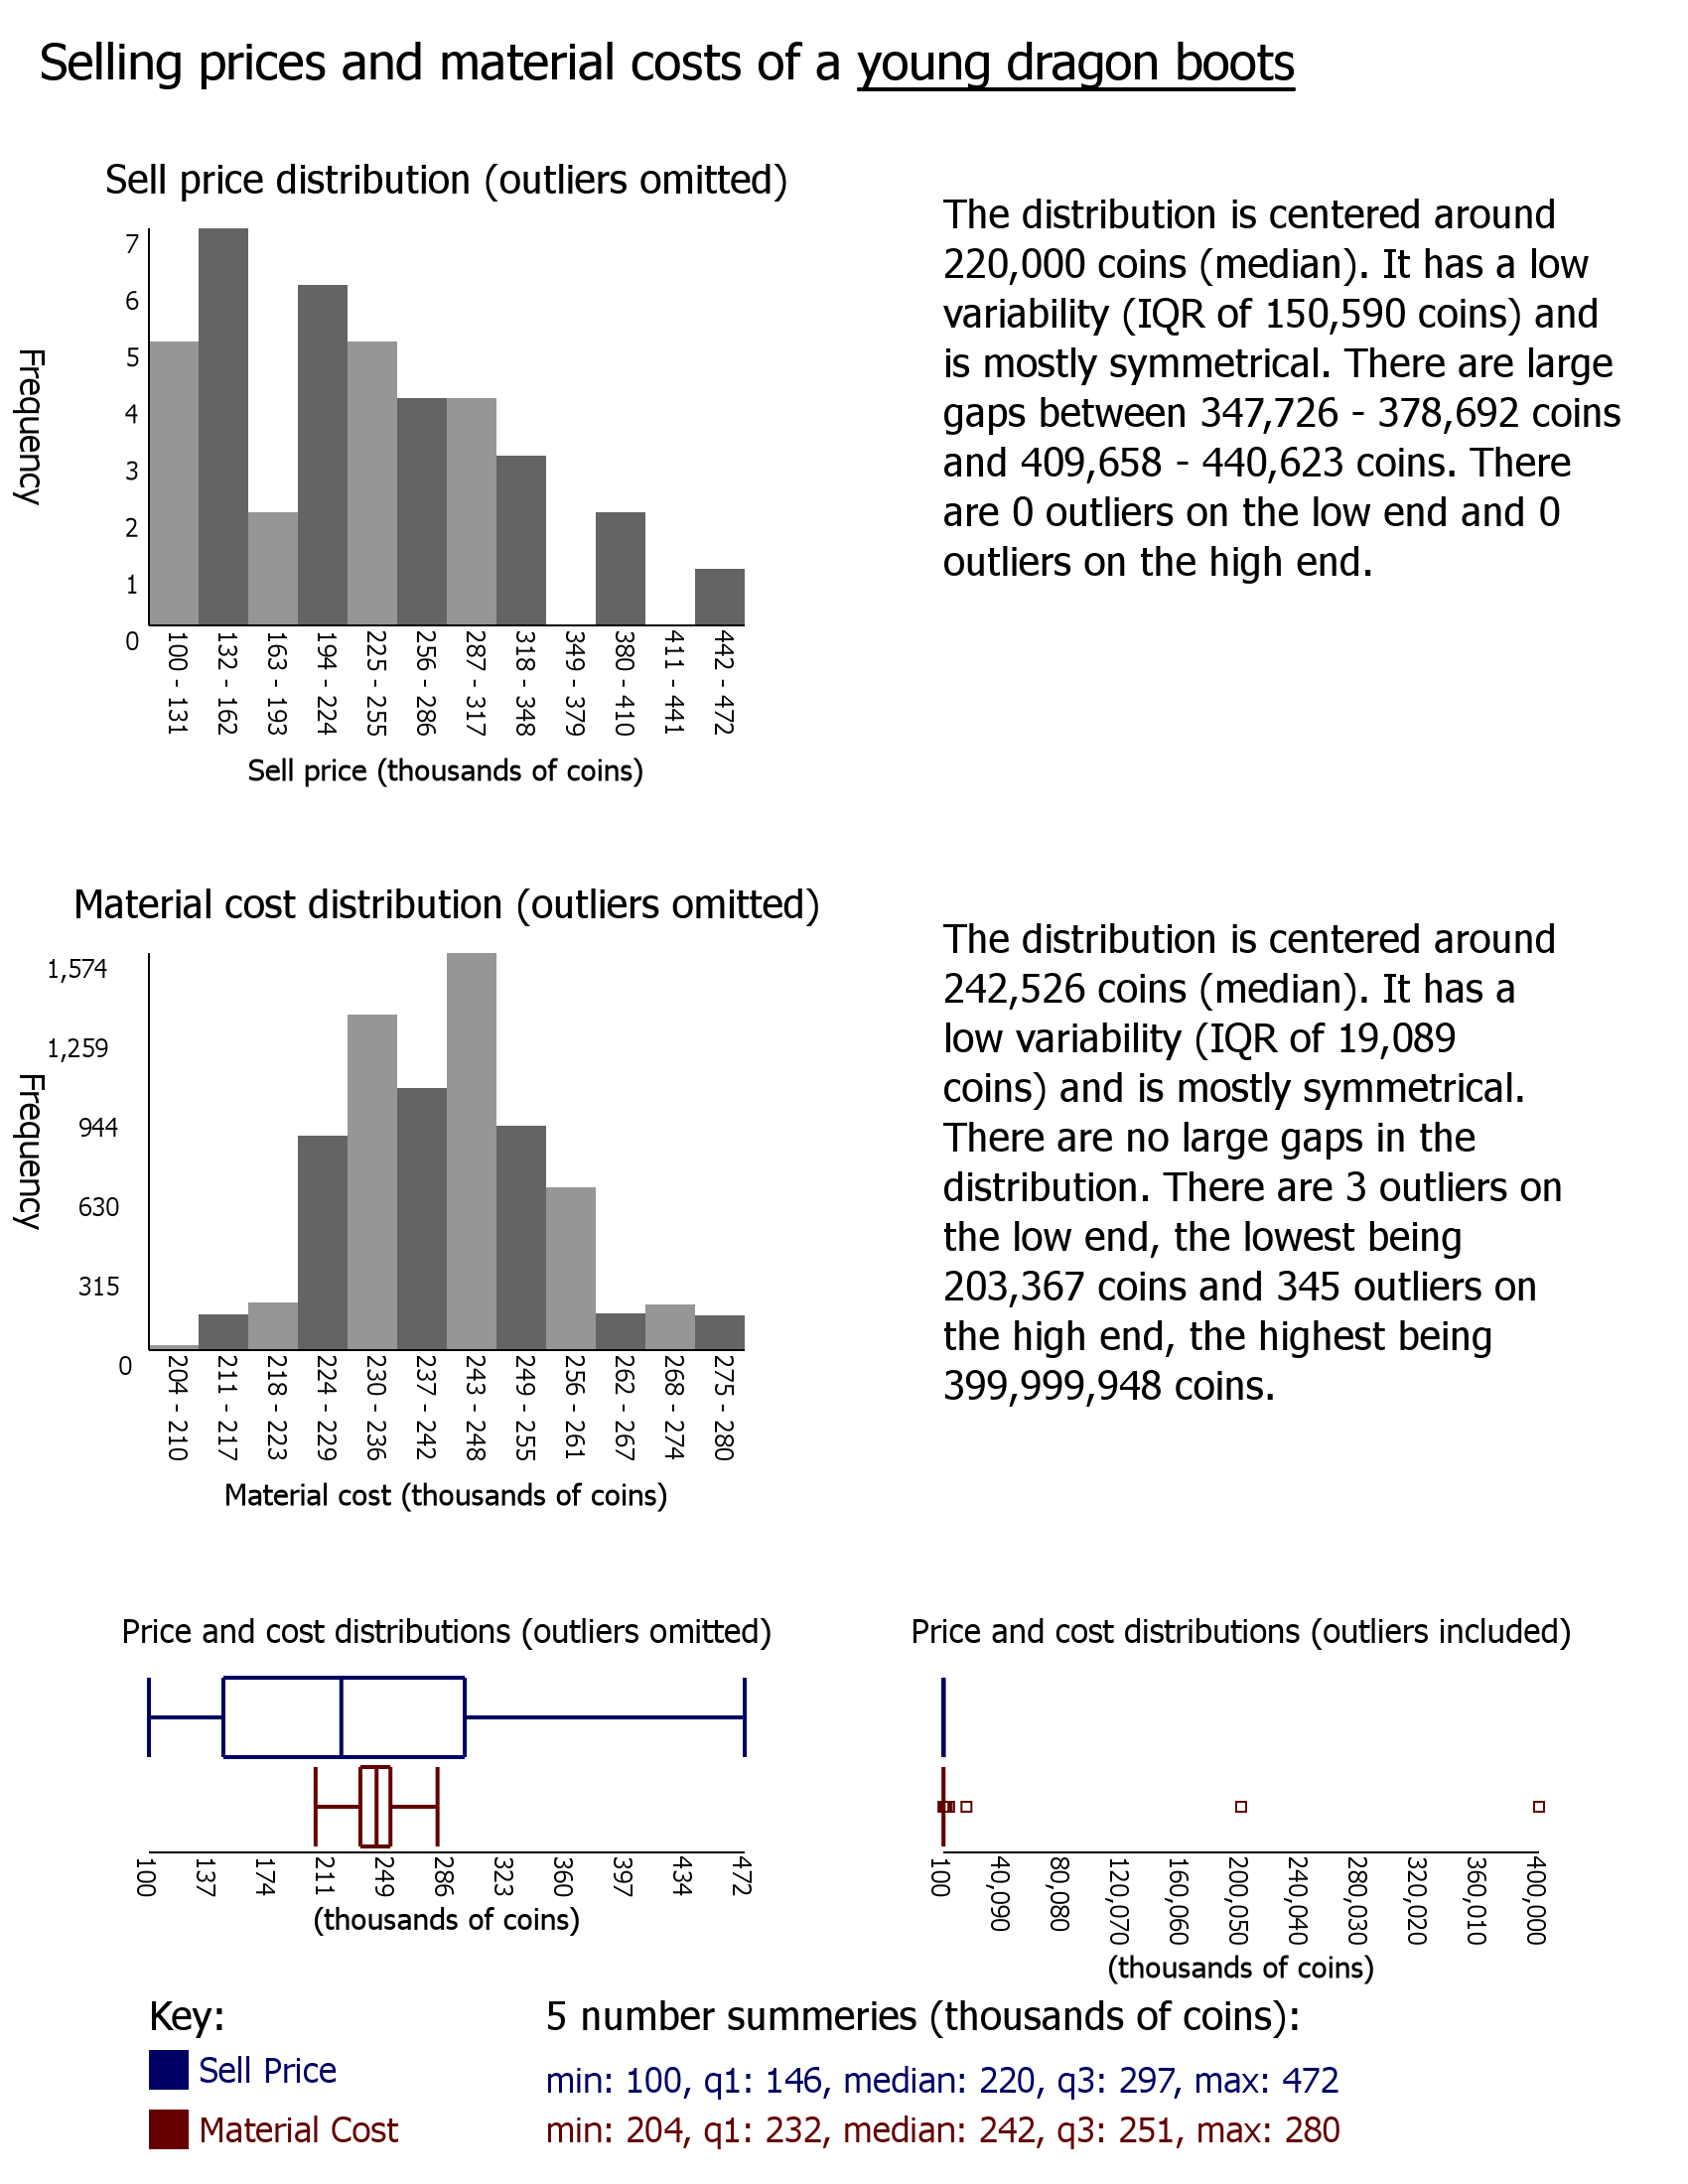 Selling prices and material costs of a young dragon boots
Sell price distribution (outliers omitted)
Frequency
7
6
5
4
3
2
1
0
100 - 131
132 - 162
163 - 193
194 - 224
225 - 255
256 - 286
287 - 317
318 - 348
349 - 379
380 - 410
411 - 441
442 - 472
Sell price (thousands of coins)
The distribution is centered around
220,000 coins (median). It has a low
variability (IQR of 150,590 coins) and
is mostly symmetrical. There are large
gaps between 347,726 - 378,692 coins
and 409,658 - 440,623 coins. There
are 0 outliers on the low end and 0
outliers on the high end.
Material cost distribution (outliers omitted)
Frequency
1,574
1,259
944
630
315
0
204 - 210
211 - 217
218 - 223
224 - 229
230 - 236
237 - 242
243 - 248
249 - 255
256 - 261
262 - 267
268 - 274
275 - 280
Material cost (thousands of coins)
The distribution is centered around
242,526 coins (median). It has a
low variability (IQR of 19,089
coins) and is mostly symmetrical.
There are no large gaps in the
distribution. There are 3 outliers on
the low end, the lowest being
203,367 coins and 345 outliers on
the high end, the highest being
399,999,948 coins.
Price and cost distributions (outliers omitted)
100
137
174
211
249
286
323
360
397
434
472
(thousands of coins)
Price and cost distributions (outliers included)
100
40,090
80,080
120,070
160,060
200,050
240,040
280,030
320,020
360,010
400,000
(thousands of coins)
Key:
Sell Price
Material Cost
5 number summeries (thousands of coins):
min: 100, q1: 146, median: 220, q3: 297, max: 472
min: 204, q1: 232, median: 242, q3: 251, max: 280